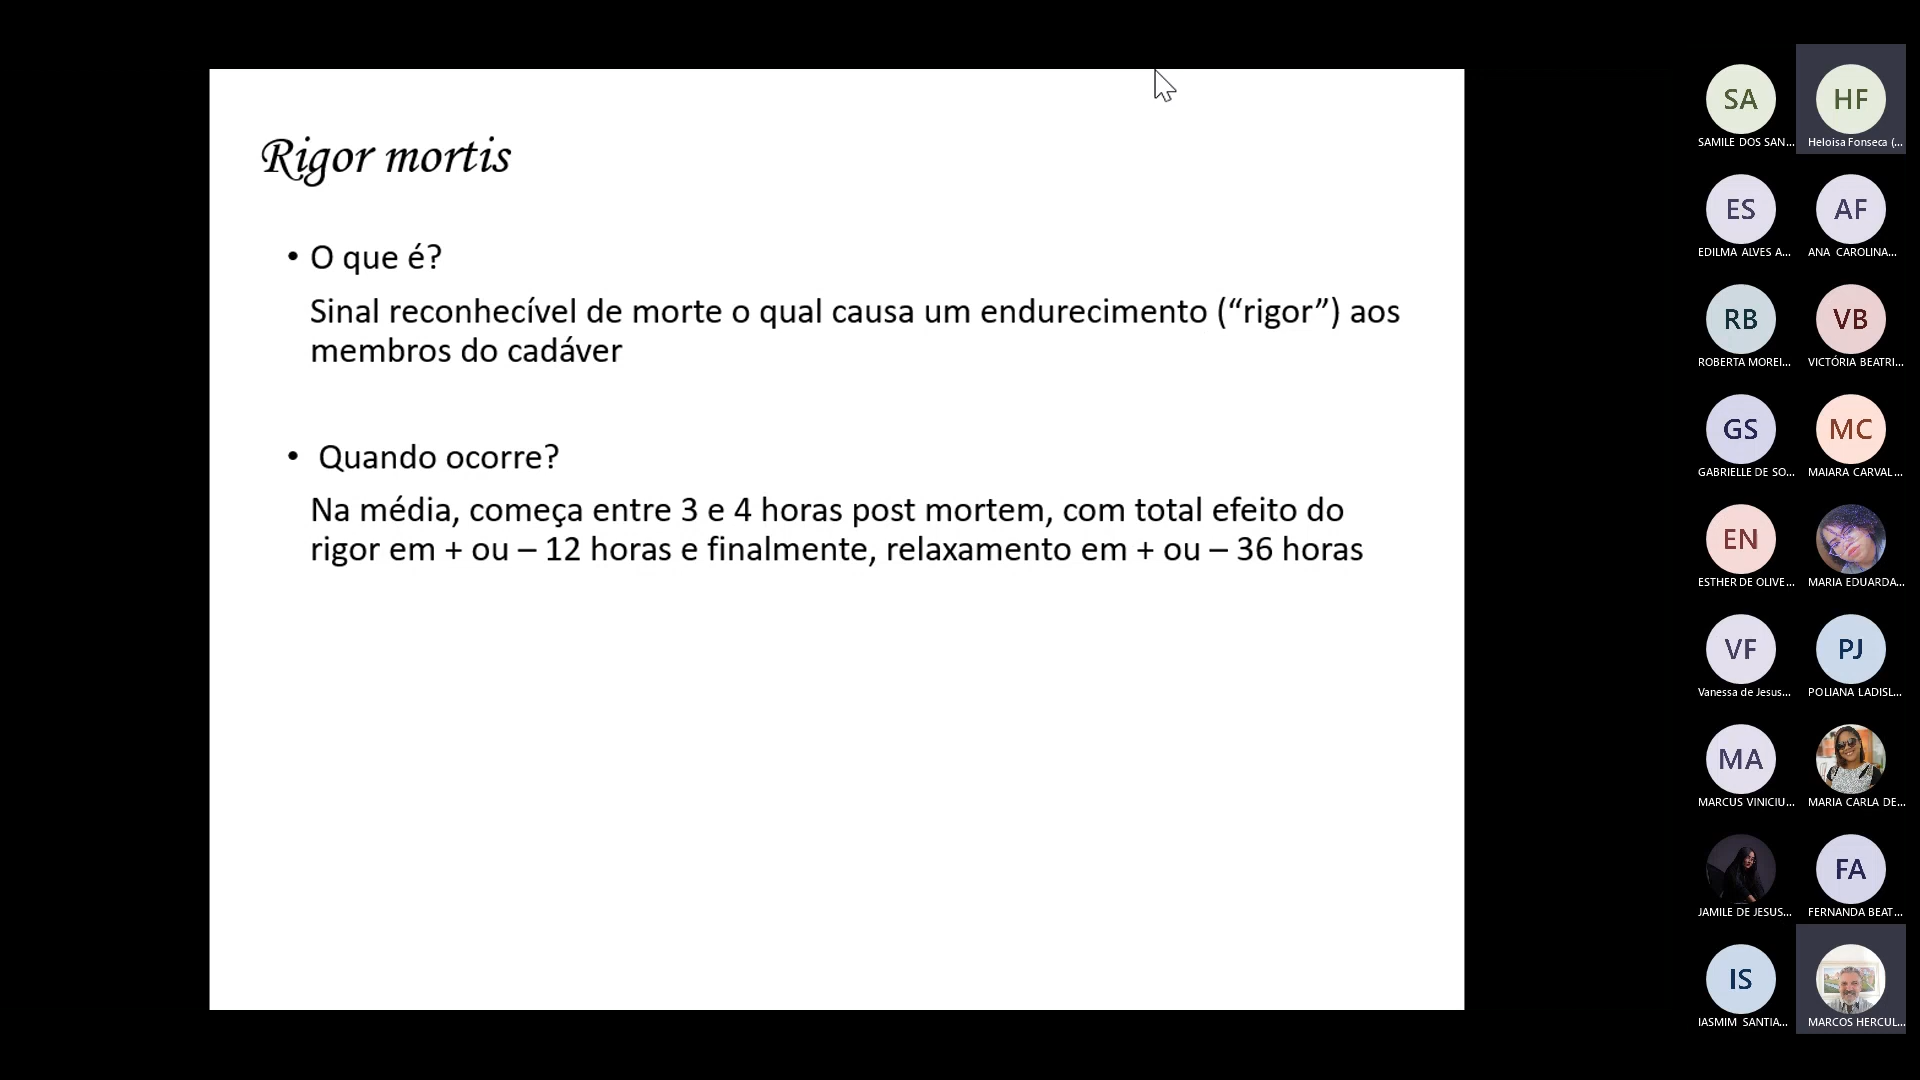 Rigor mortis
• O que é?
Sinal reconhecível de morte o qual causa um endurecimento (“rigor”) aos
membros do cadáver
• Quando ocorre?
Na média, começa entre 3 e 4 horas post mortem, com total efeito do
rigor em + ou – 12 horas e finalmente, relaxamento em + ou – 36 horas
SA
HF
SAMILE DOS SAN...
Heloisa Fonseca (...
ES
AF
EDILMA ALVES A...
ANA CAROLINA...
RB
VB
ROBERTA MOREI...
VICTÓRIA BEATRI...
GS
MC
GABRIELLE DE SO...
MAIARA CARVAL...
EN
ESTHER DE OLIVE...
MARIA EDUARDA...
VF
PJ
Vanessa de Jesus...
POLIANA LADISL...
MA
MARCUS VINICIU...
MARIA CARLA DE...
FA
JAMILE DE JESUS...
FERNANDA BEAT...
IS
IASMIM SANTIA...
MARCOS HERCUL...